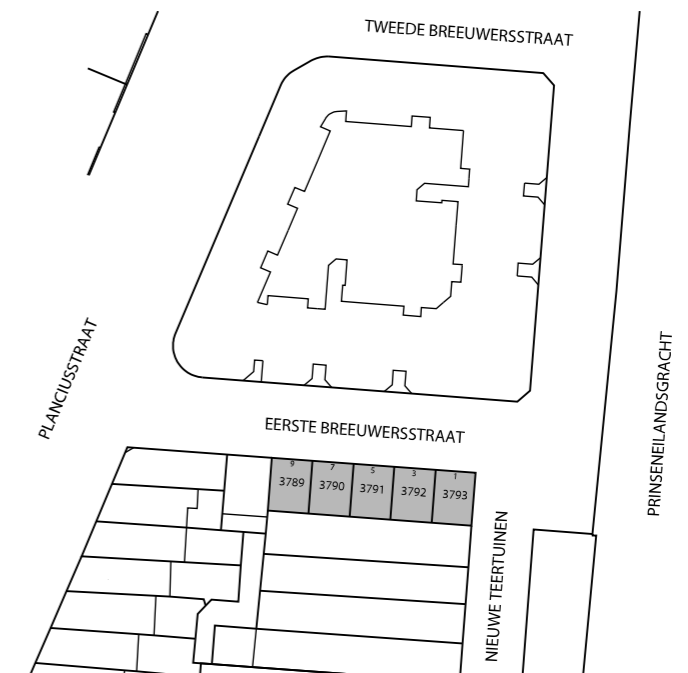 TWEEDE BREEUWERSSTRAAT
PLANCIUSSTRAAT
PRINSENEILANDSGRACHT
EERSTE BREEUWERSSTRAAT
9 7 5 3 1
3789 3790 3791 3792 3793
NIEUWE TEERTUINEN